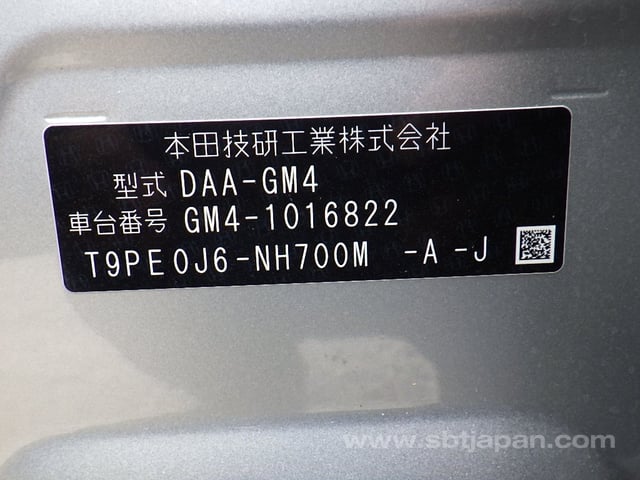 本田技研工業株式会社
型式 DAA-GM4
車台番号 GM4-1016822
T9PE0J6-NH700M -A-J
www.sbtjapan.com